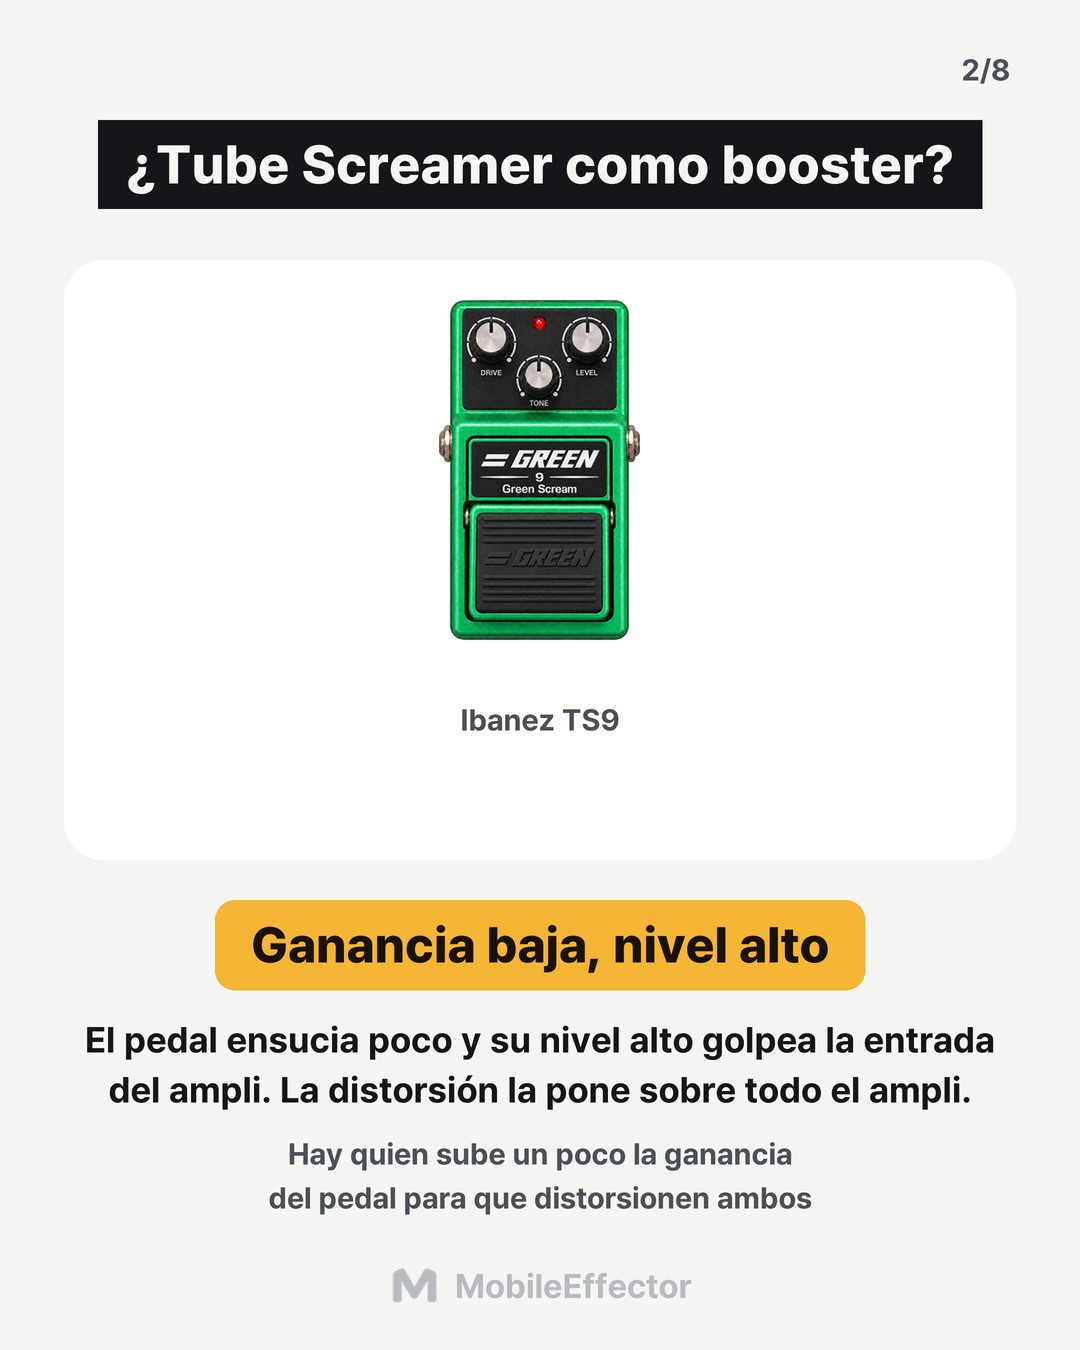 2/8
¿Tube Screamer como booster?
DRIVE
LEVEL
TONE
GREEN
9
Green Scream
GREEN
Ibanez TS9
Ganancia baja, nivel alto
El pedal ensucia poco y su nivel alto golpea la entrada
del ampli. La distorsión la pone sobre todo el ampli.
Hay quien sube un poco la ganancia
del pedal para que distorsionen ambos
MobileEffector